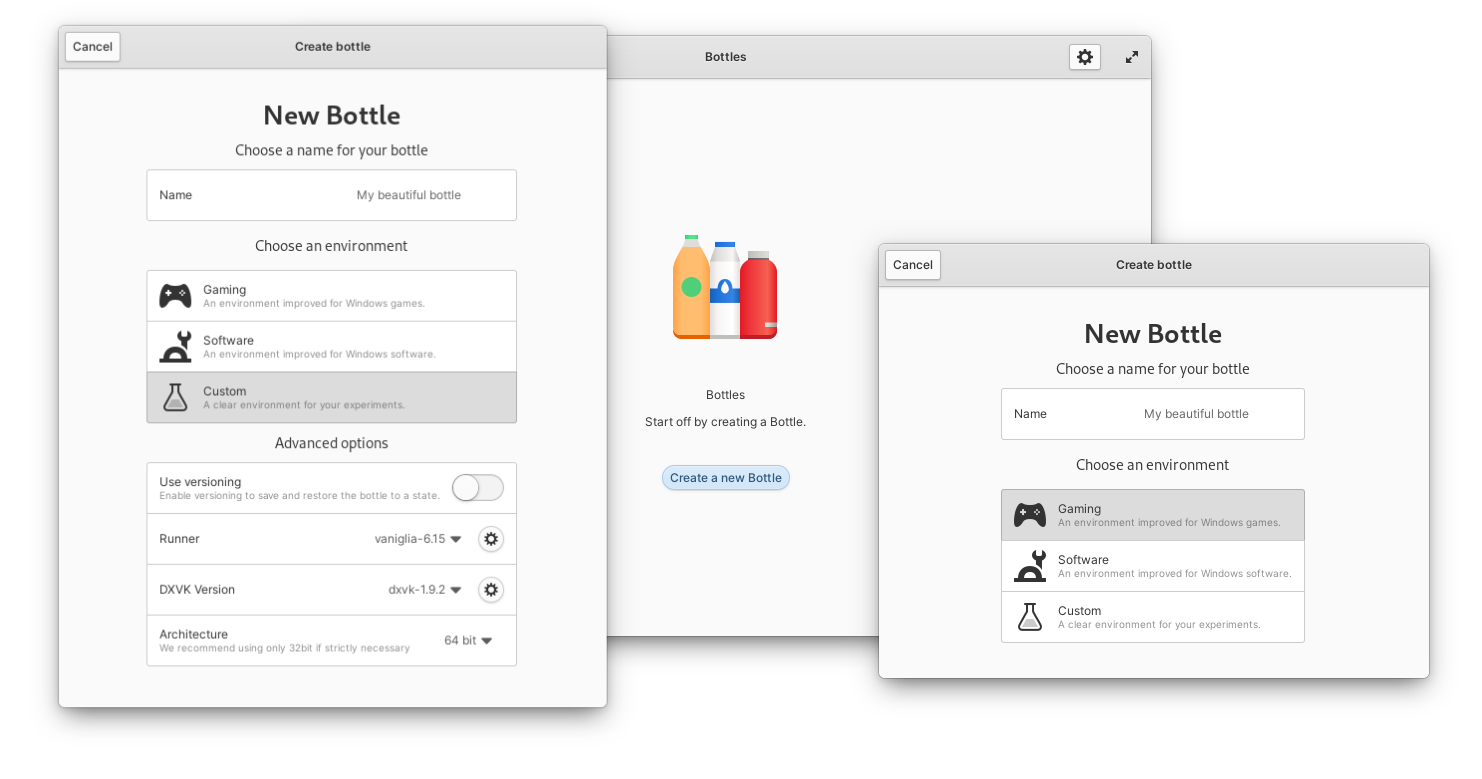 Cancel
Create bottle
New Bottle
Choose a name for your bottle
Name
My beautiful bottle
Choose an environment
Gaming
An environment improved for Windows games.
Software
An environment improved for Windows software.
Custom
A clear environment for your experiments.
Advanced options
Use versioning
Enable versioning to save and restore the bottle to a state.
Runner
vaniglia-6.15
DXVK Version
dxvk-1.9.2
Architecture
We recommend using only 32bit if strictly necessary
64 bit
Bottles
Bottles
Start off by creating a Bottle.
Create a new Bottle
Cancel
Create bottle
New Bottle
Choose a name for your bottle
Name
My beautiful bottle
Choose an environment
Gaming
An environment improved for Windows games.
Software
An environment improved for Windows software.
Custom
A clear environment for your experiments.